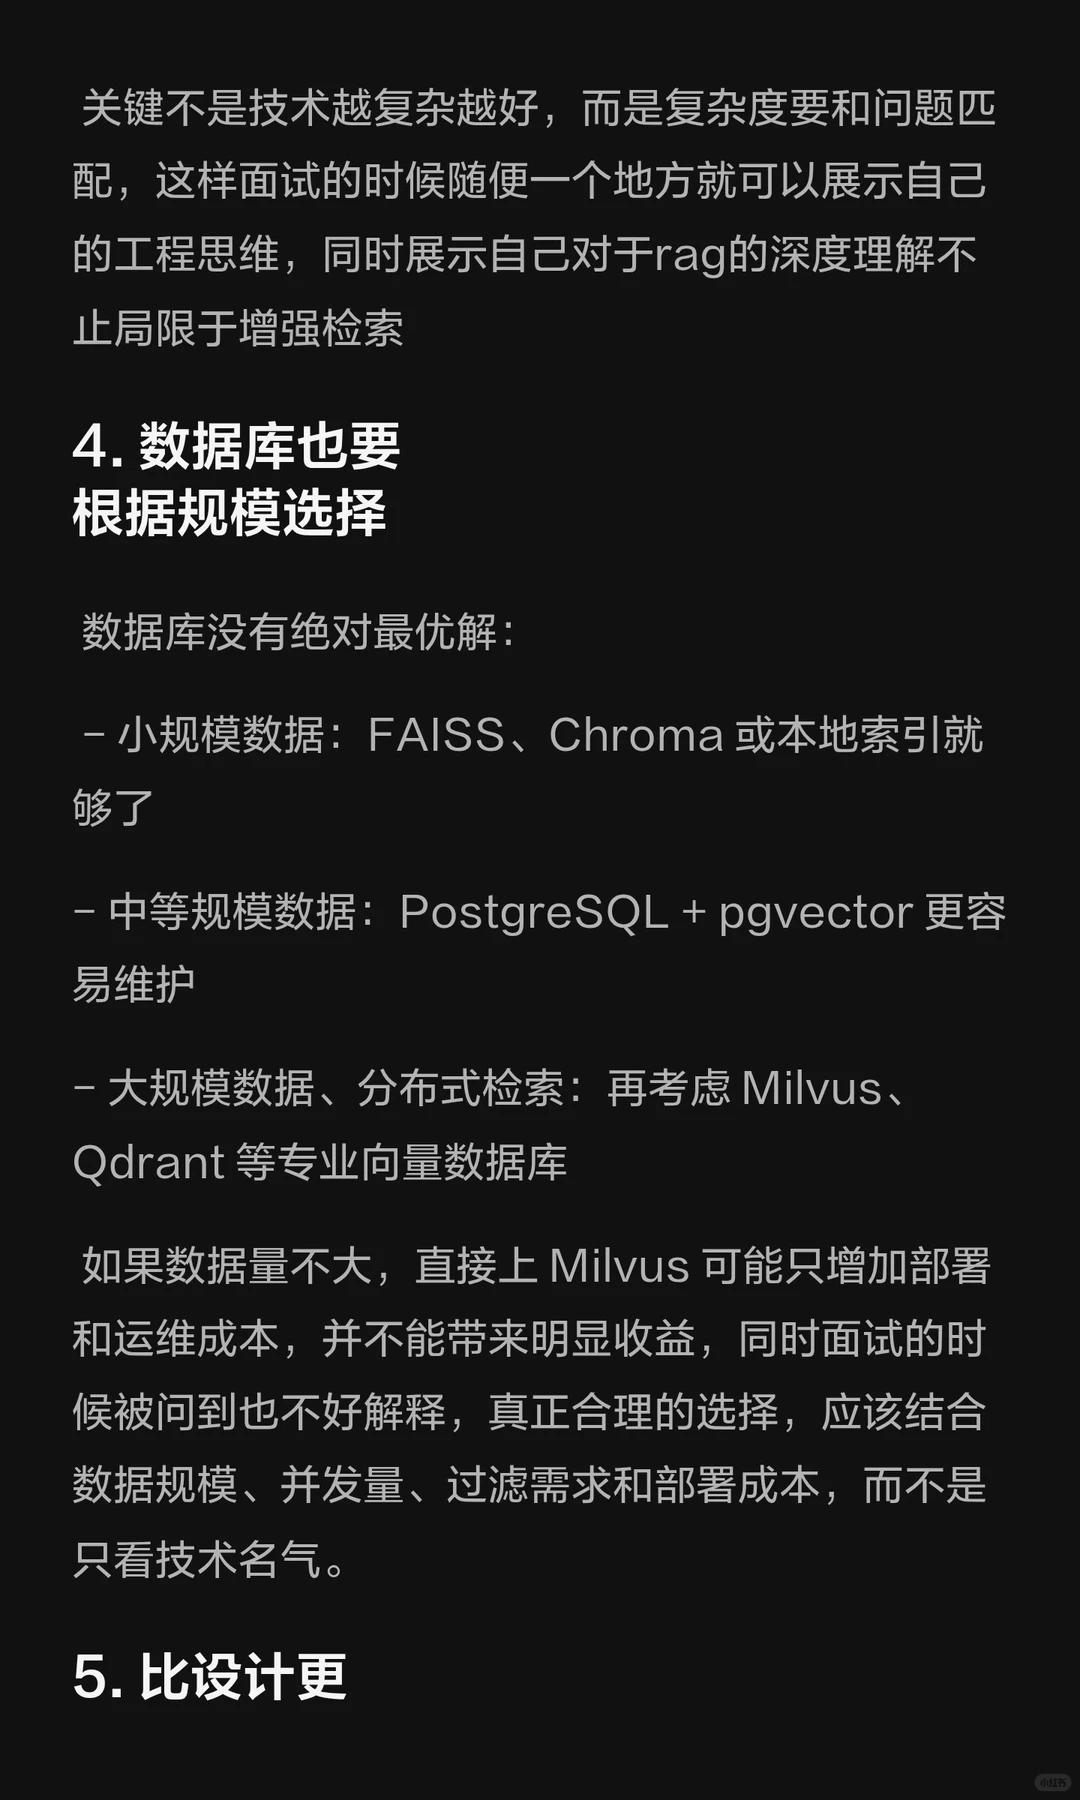 关键不是技术越复杂越好，而是复杂度要和问题匹
配，这样面试的时候随便一个地方就可以展示自己
的工程思维，同时展示自己对于rag的深度理解不
止局限于增强检索
4. 数据库也要
根据规模选择
数据库没有绝对最优解：
- 小规模数据：FAISS、Chroma 或本地索引就
够了
- 中等规模数据：PostgreSQL + pgvector 更容
易维护
- 大规模数据、分布式检索：再考虑 Milvus、
Qdrant 等专业向量数据库
如果数据量不大，直接上 Milvus 可能只增加部署
和运维成本，并不能带来明显收益，同时面试的时
候被问到也不好解释，真正合理的选择，应该结合
数据规模、并发量、过滤需求和部署成本，而不是
只看技术名气。
5. 比设计更
小红书